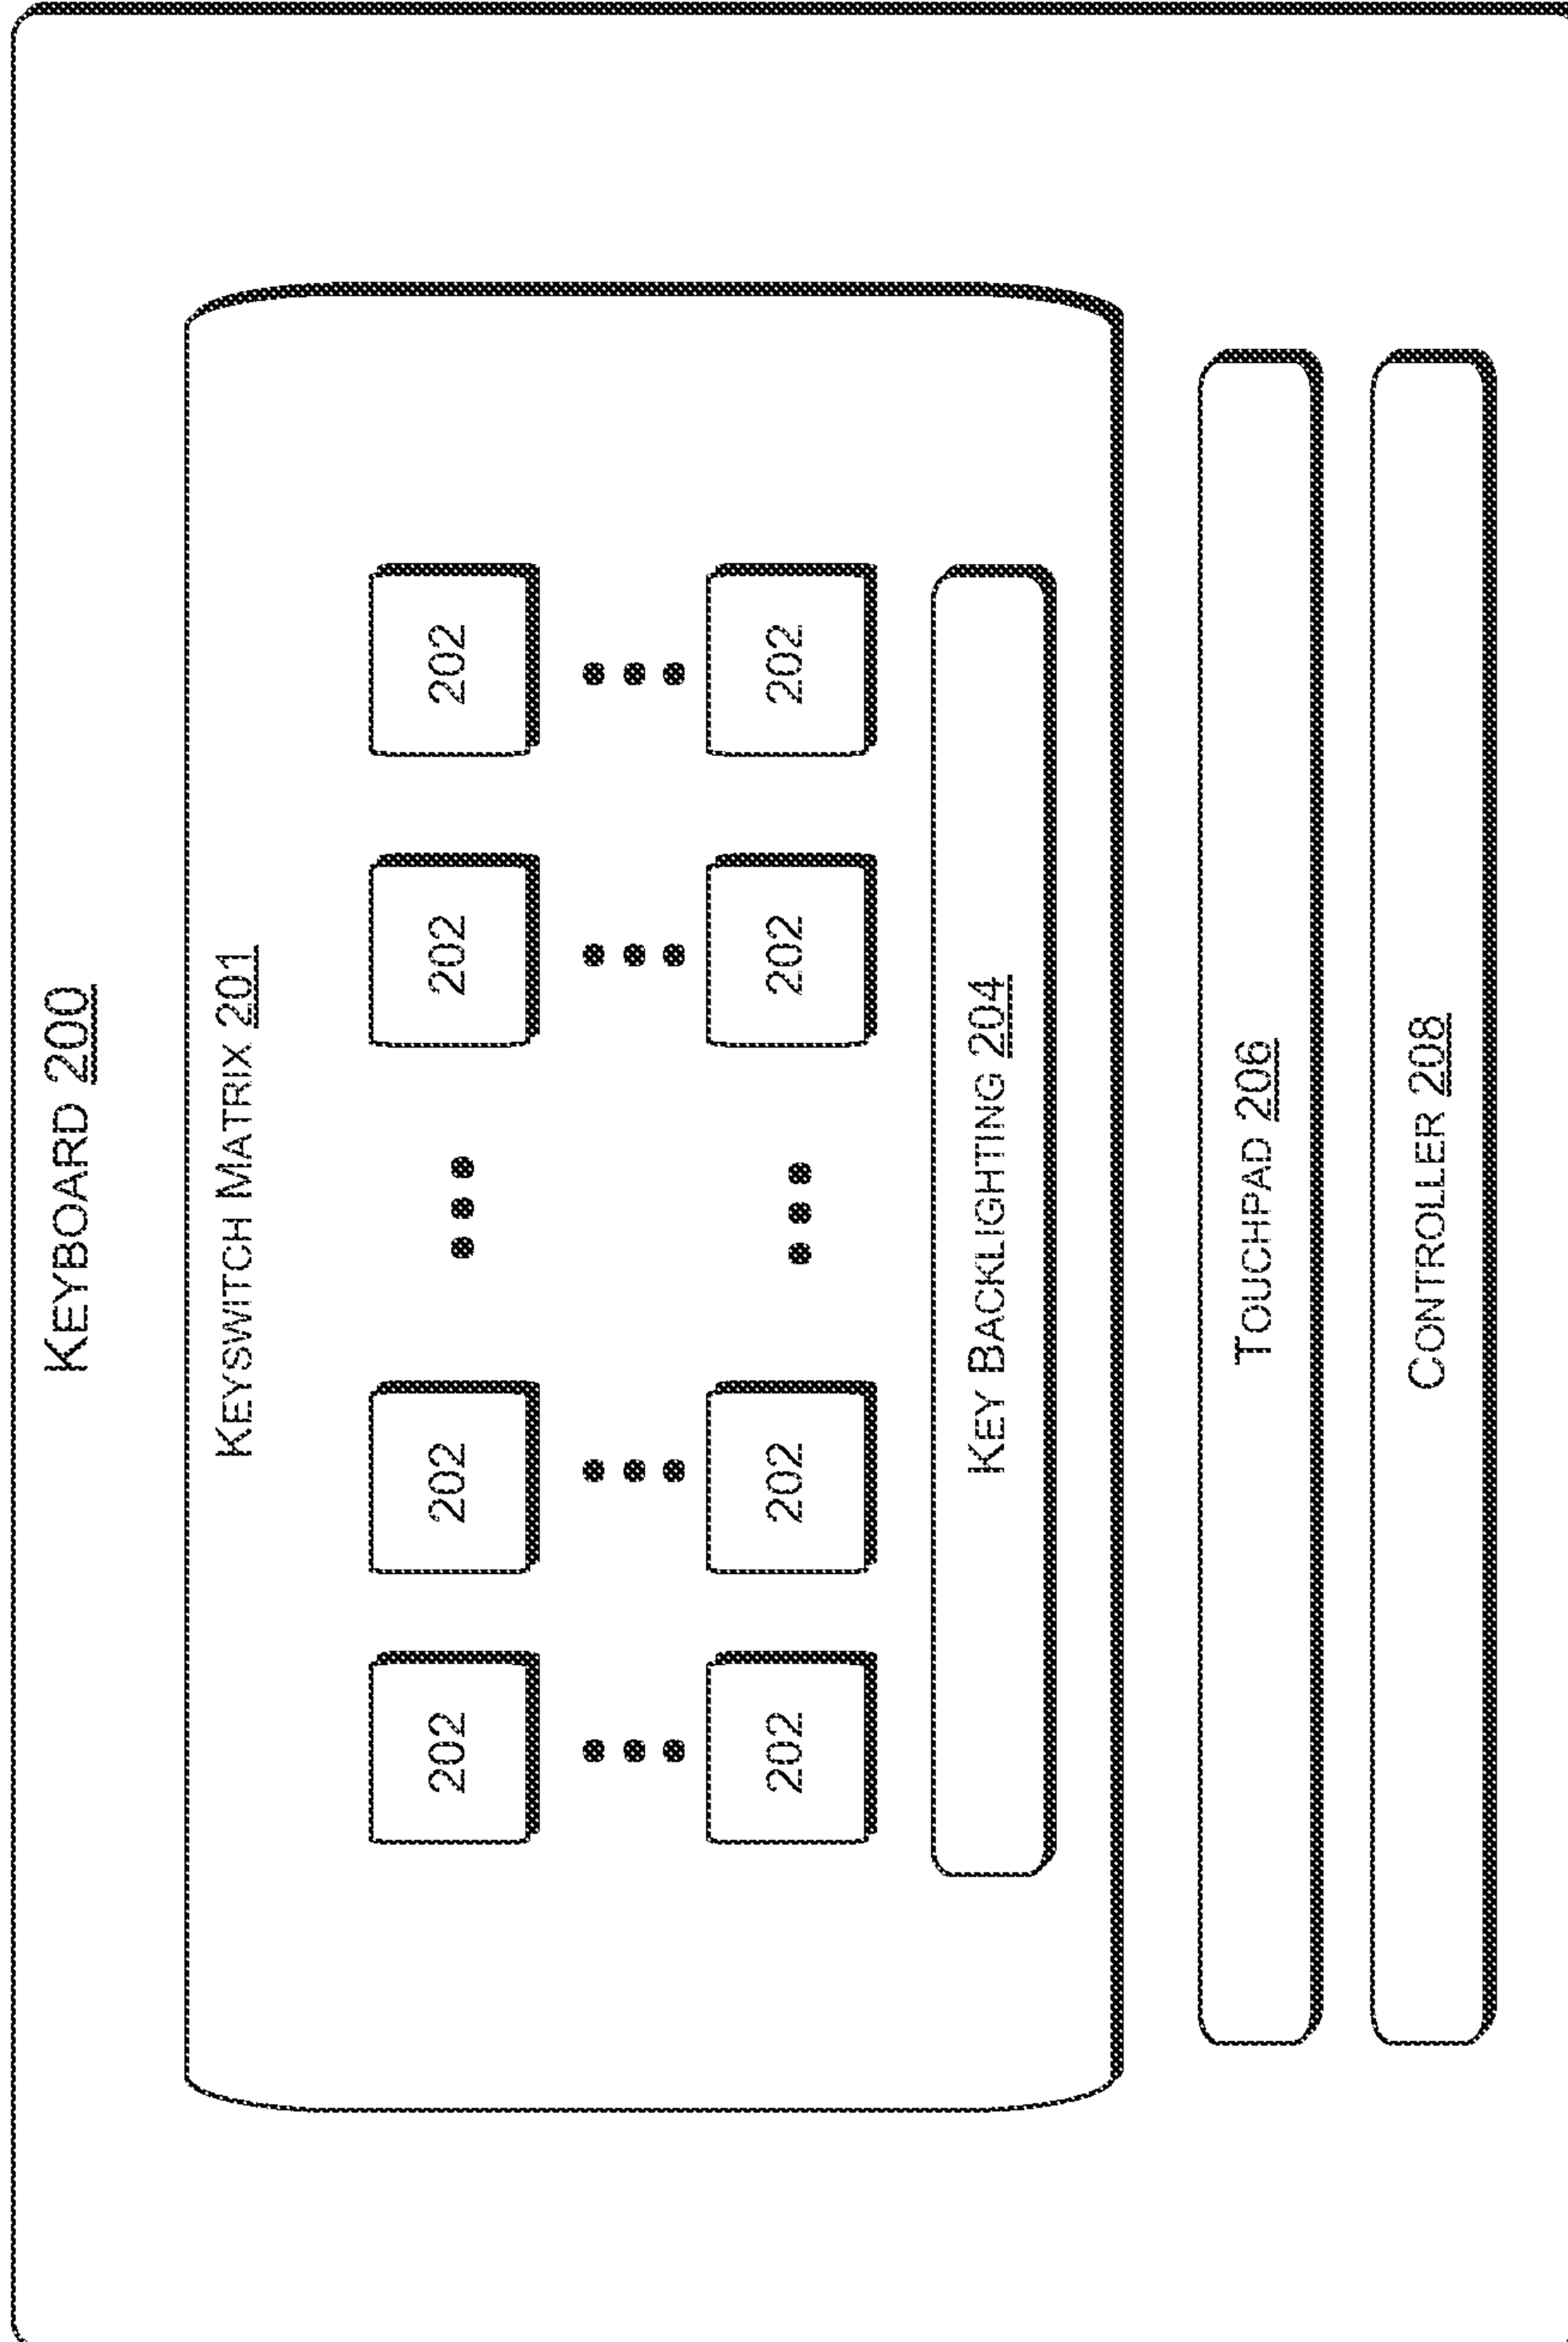 KEYBOARD 200
KEYSWITCH MATRIX 201
202 202 202 202
202 202 202 202
KEY BACKLIGHTING 204
TOUCHPAD 206
CONTROLLER 208